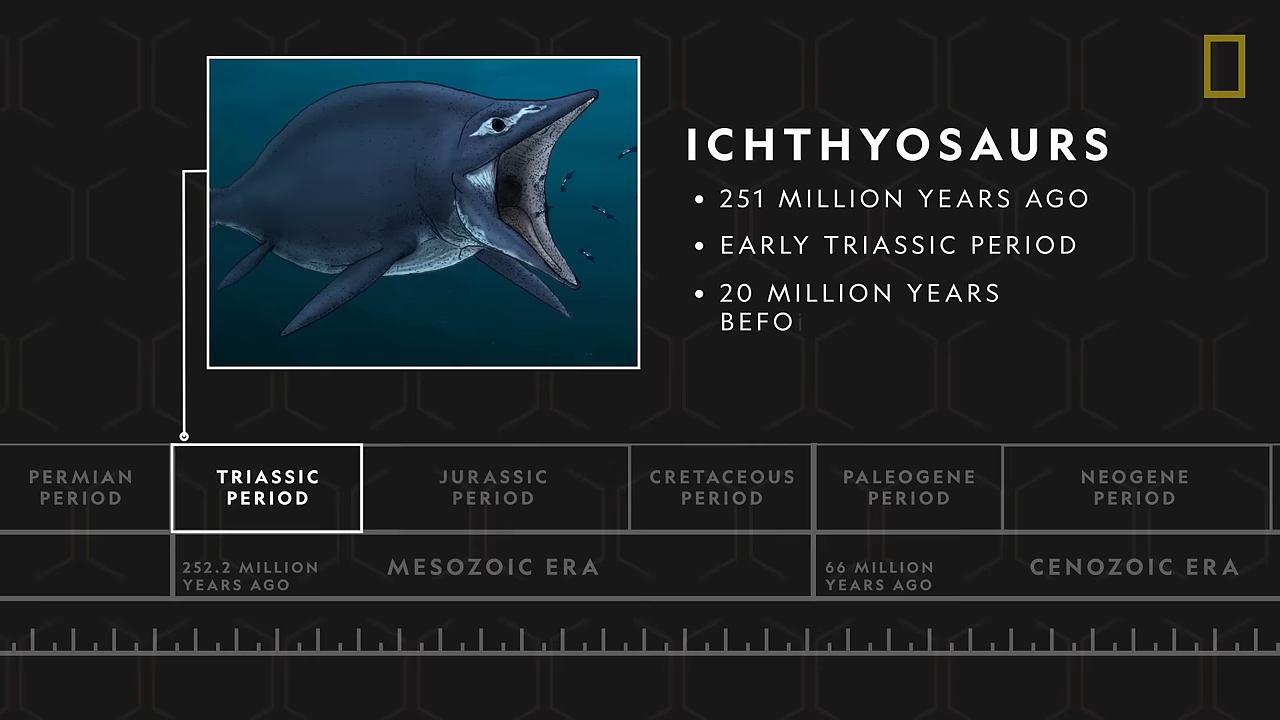 ICHTHYOSAURS
• 251 MILLION YEARS AGO
• EARLY TRIASSIC PERIOD
• 20 MILLION YEARS
BEFO
PERMIAN
PERIOD
TRIASSIC
PERIOD
JURASSIC
PERIOD
CRETACEOUS
PERIOD
PALEOGENE
PERIOD
NEOGENE
PERIOD
252.2 MILLION
YEARS AGO
MESOZOIC ERA
66 MILLION
YEARS AGO
CENOZOIC ERA